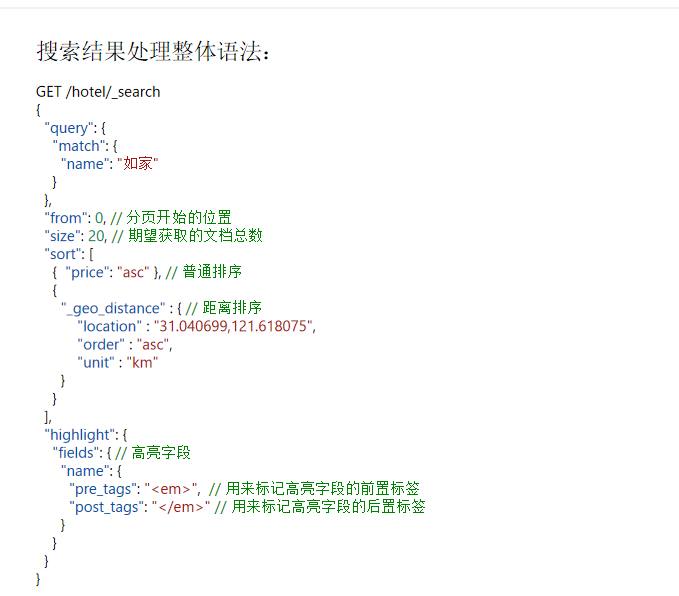 搜索结果处理整体语法：
GET /hotel/_search
{
  "query": {
    "match": {
      "name": "如家"
    }
  },
  "from": 0, // 分页开始的位置
  "size": 20, // 期望获取的文档总数
  "sort": [
    {  "price": "asc" }, // 普通排序
    {
      "_geo_distance" : { // 距离排序
          "location" : "31.040699,121.618075",
          "order" : "asc",
          "unit" : "km"
      }
    }
  ],
  "highlight": {
    "fields": { // 高亮字段
      "name": {
        "pre_tags": "<em>",  // 用来标记高亮字段的前置标签
        "post_tags": "</em>" // 用来标记高亮字段的后置标签
      }
    }
  }
}